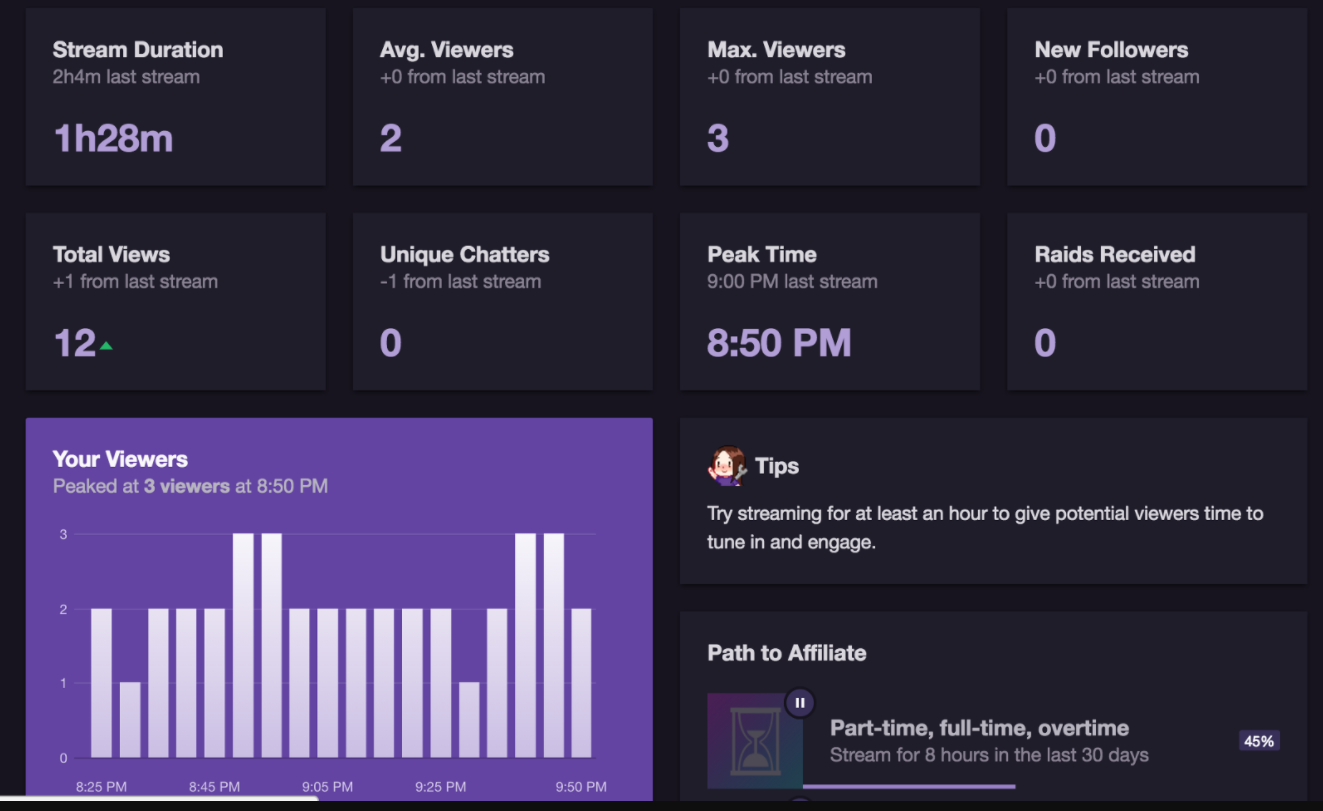 Stream Duration
2h4m last stream
1h28m
Avg. Viewers
+0 from last stream
2
Max. Viewers
+0 from last stream
3
New Followers
+0 from last stream
0
Total Views
+1 from last stream
12
Unique Chatters
-1 from last stream
0
Peak Time
9:00 PM last stream
8:50 PM
Raids Received
+0 from last stream
0
Your Viewers
Peaked at 3 viewers at 8:50 PM
3
2
1
0
8:25 PM 8:45 PM 9:05 PM 9:25 PM 9:50 PM
Tips
Try streaming for at least an hour to give potential viewers time to
tune in and engage.
Path to Affiliate
Part-time, full-time, overtime
Stream for 8 hours in the last 30 days
45%